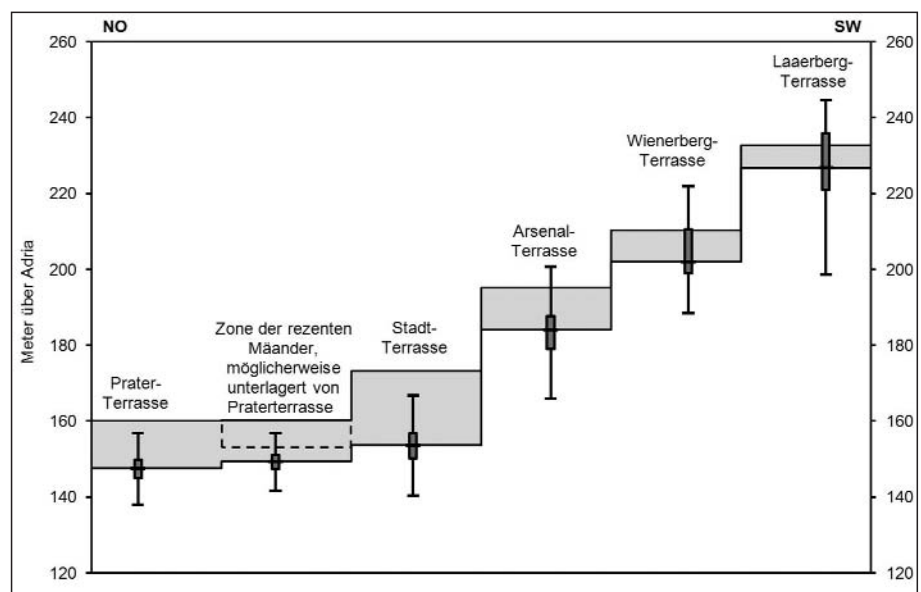 NO
SW
260
240
220
200
180
160
140
120
Meter über Adria
Prater-
Terrasse
Zone der rezenten
Mäander,
möglicherweise
unterlagert von
Praterterrasse
Stadt-
Terrasse
Arsenal-
Terrasse
Wienerberg-
Terrasse
Laaerberg-
Terrasse
260
240
220
200
180
160
140
120